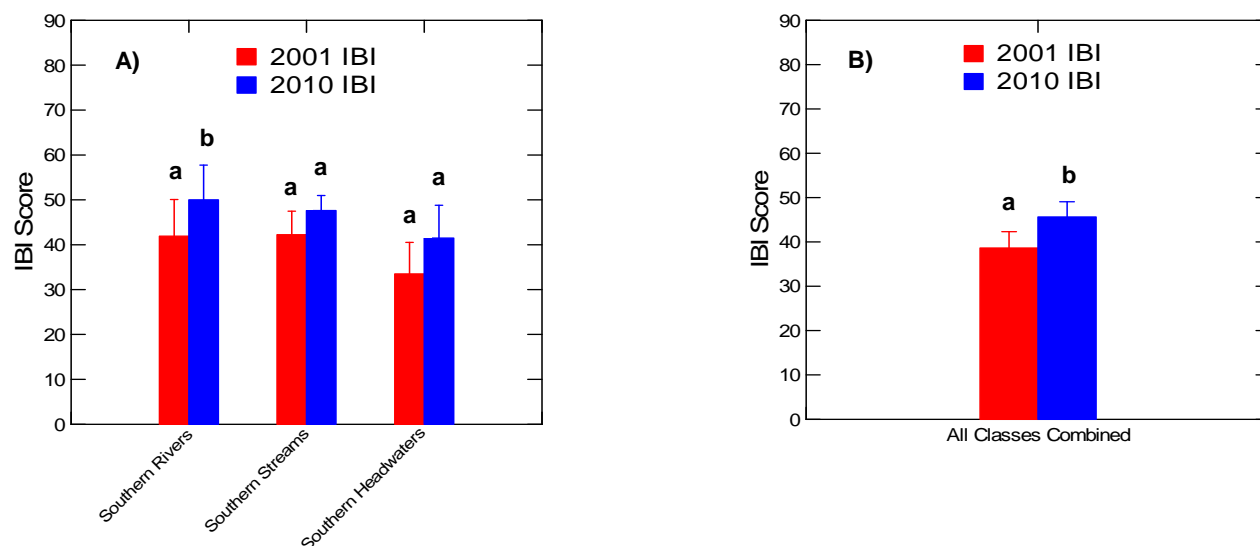 A)
2001 IBI
2010 IBI
IBI Score
90
80
70
60
50
40
30
20
10
0
a
b
a
a
a
a
Southern Rivers
Southern Streams
Southern Headwaters
B)
2001 IBI
2010 IBI
IBI Score
90
80
70
60
50
40
30
20
10
0
a
b
All Classes Combined